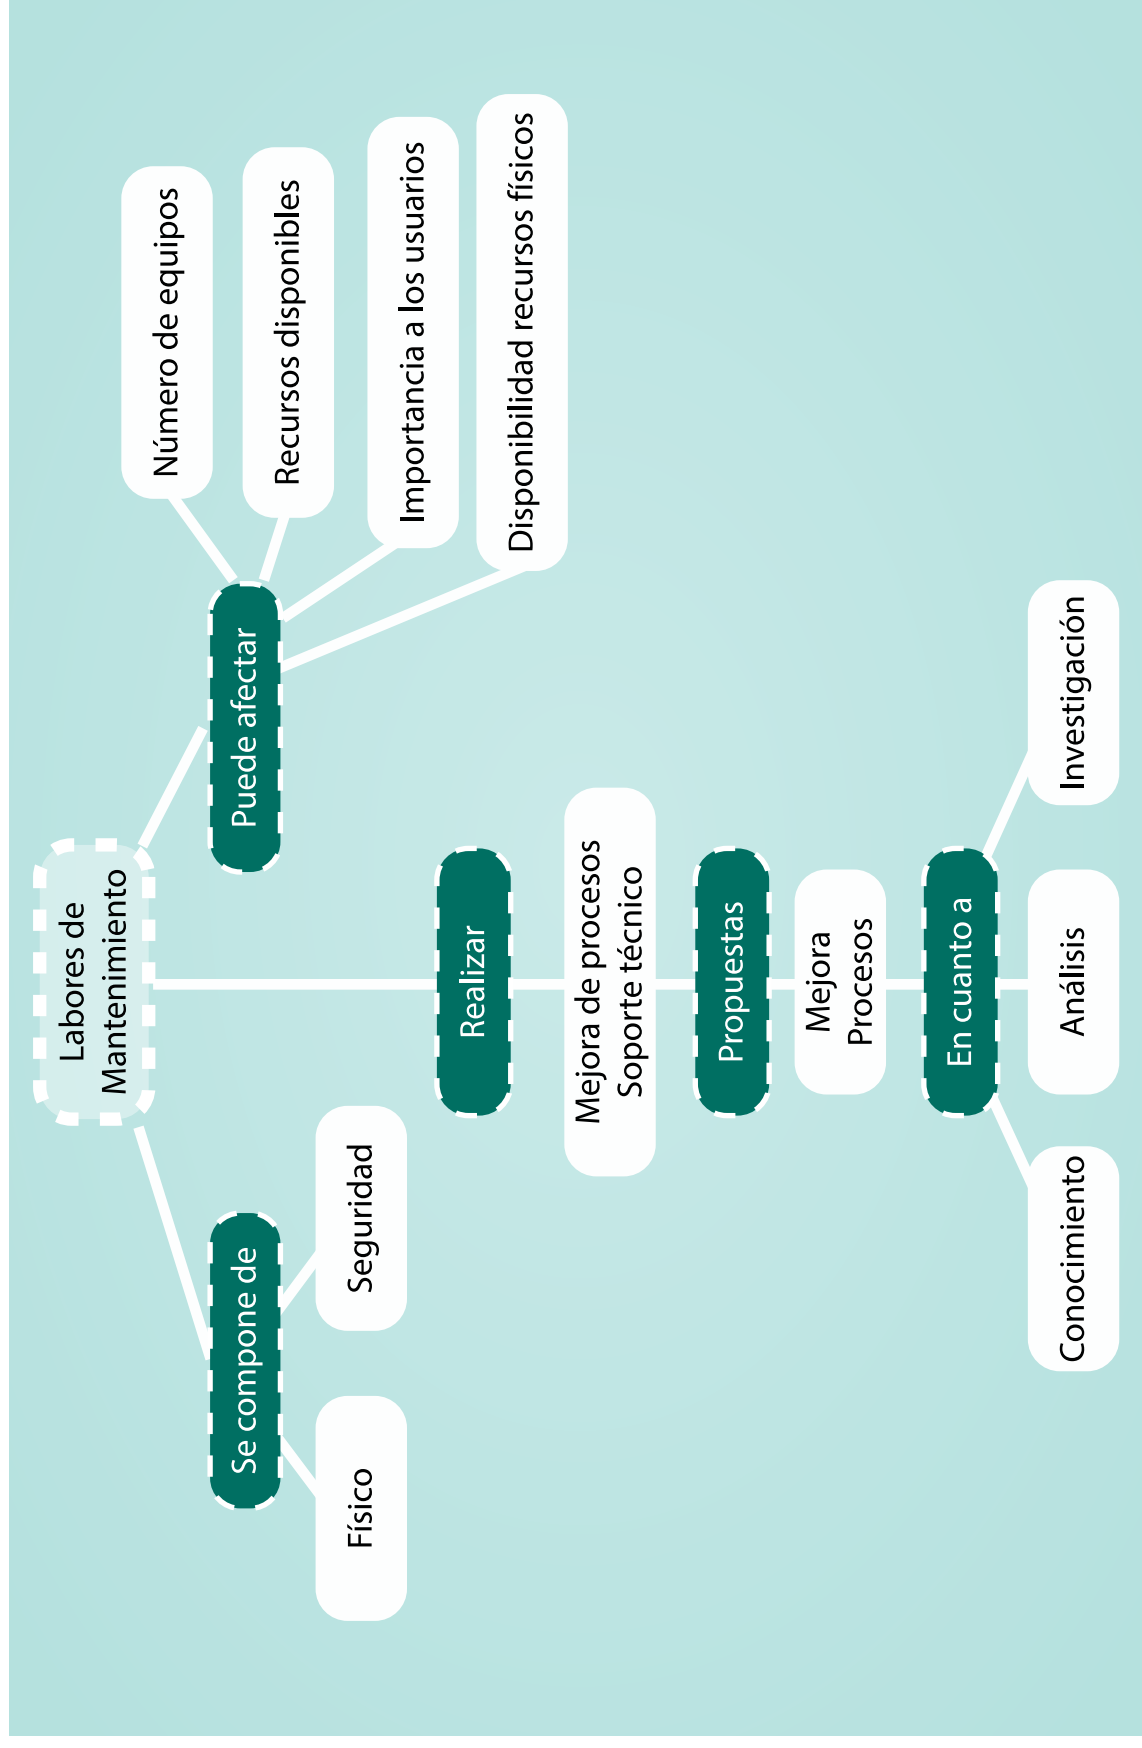 Labores de
Mantenimiento
Se compone de
Físico
Seguridad
Realizar
Mejora de procesos
Soporte técnico
Propuestas
Mejora
Procesos
En cuanto a
Conocimiento
Análisis
Investigación
Puede afectar
Número de equipos
Recursos disponibles
Importancia a los usuarios
Disponibilidad recursos físicos